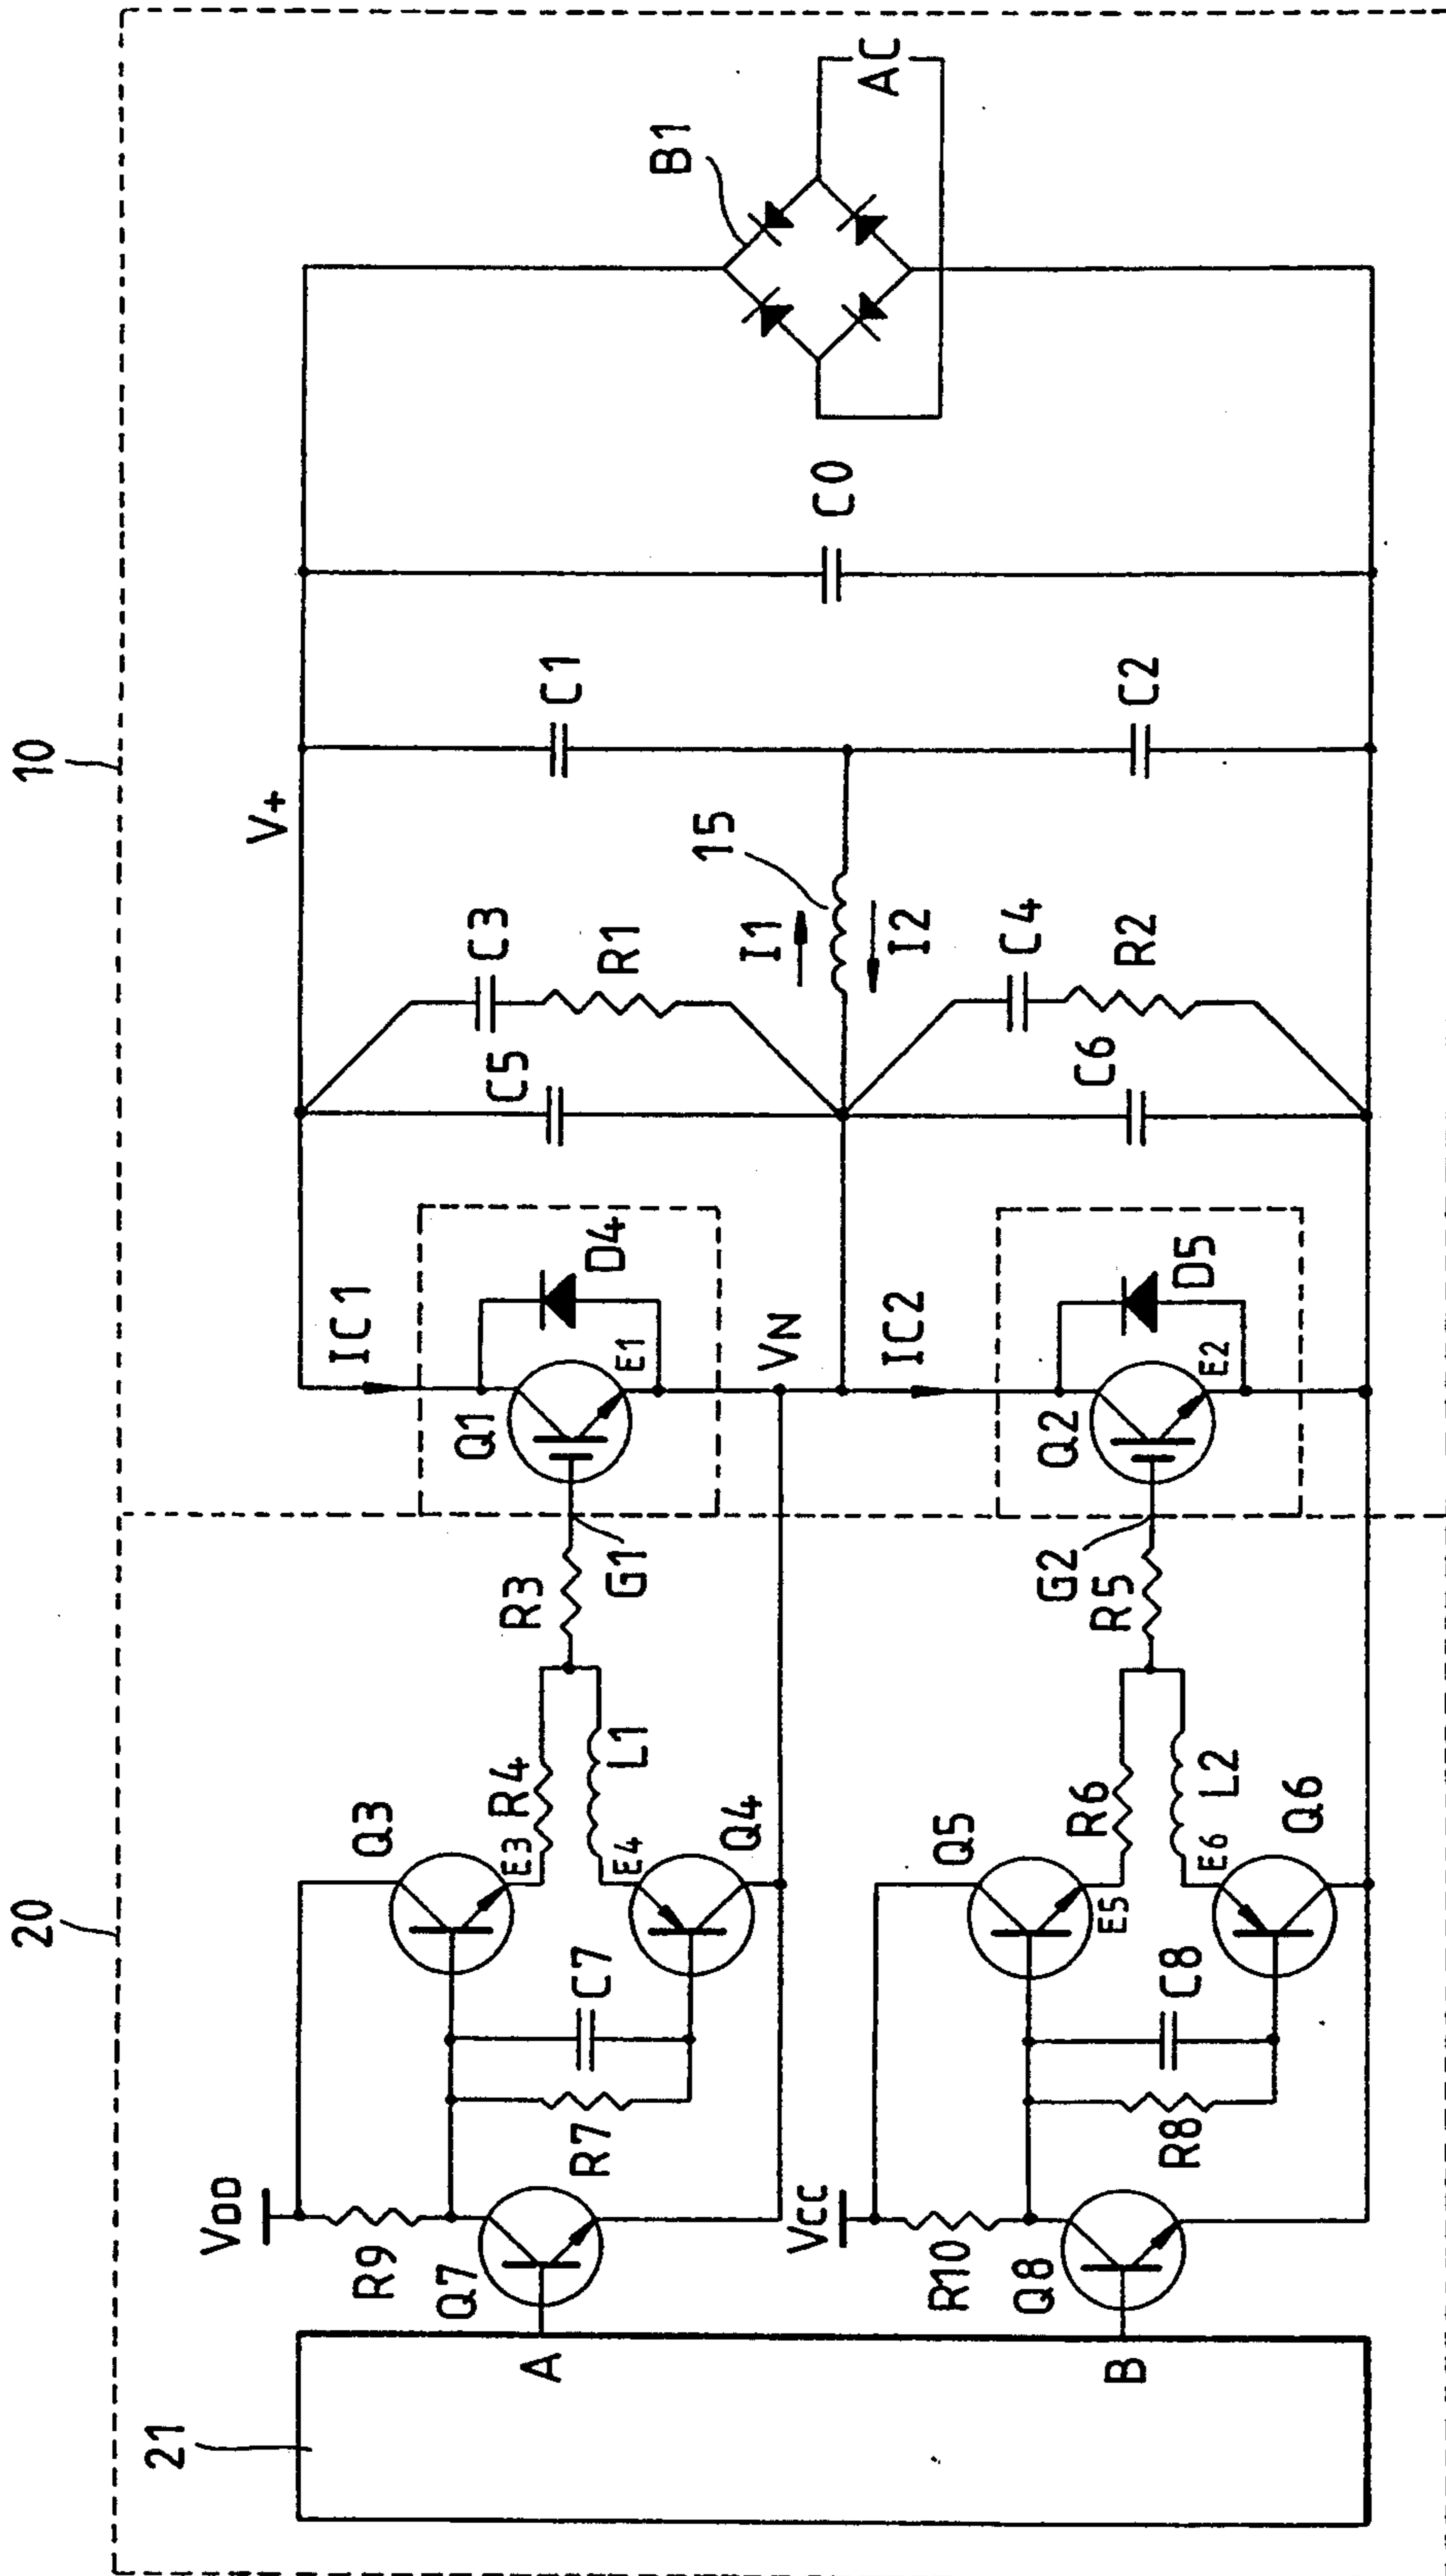 10
20
V+
B1
AC
C0
C1
C2
15
I1
I2
C3
R1
C4
R2
C5
C6
IC1
D4
Q1
E1
VN
IC2
D5
Q2
E2
G1
R3
G2
R5
Q3
E3
R4
L1
E4
Q4
Q5
E5
R6
L2
E6
Q6
C7
R7
C8
R8
VDD
R9
Q7
VCC
R10
Q8
21
A
B